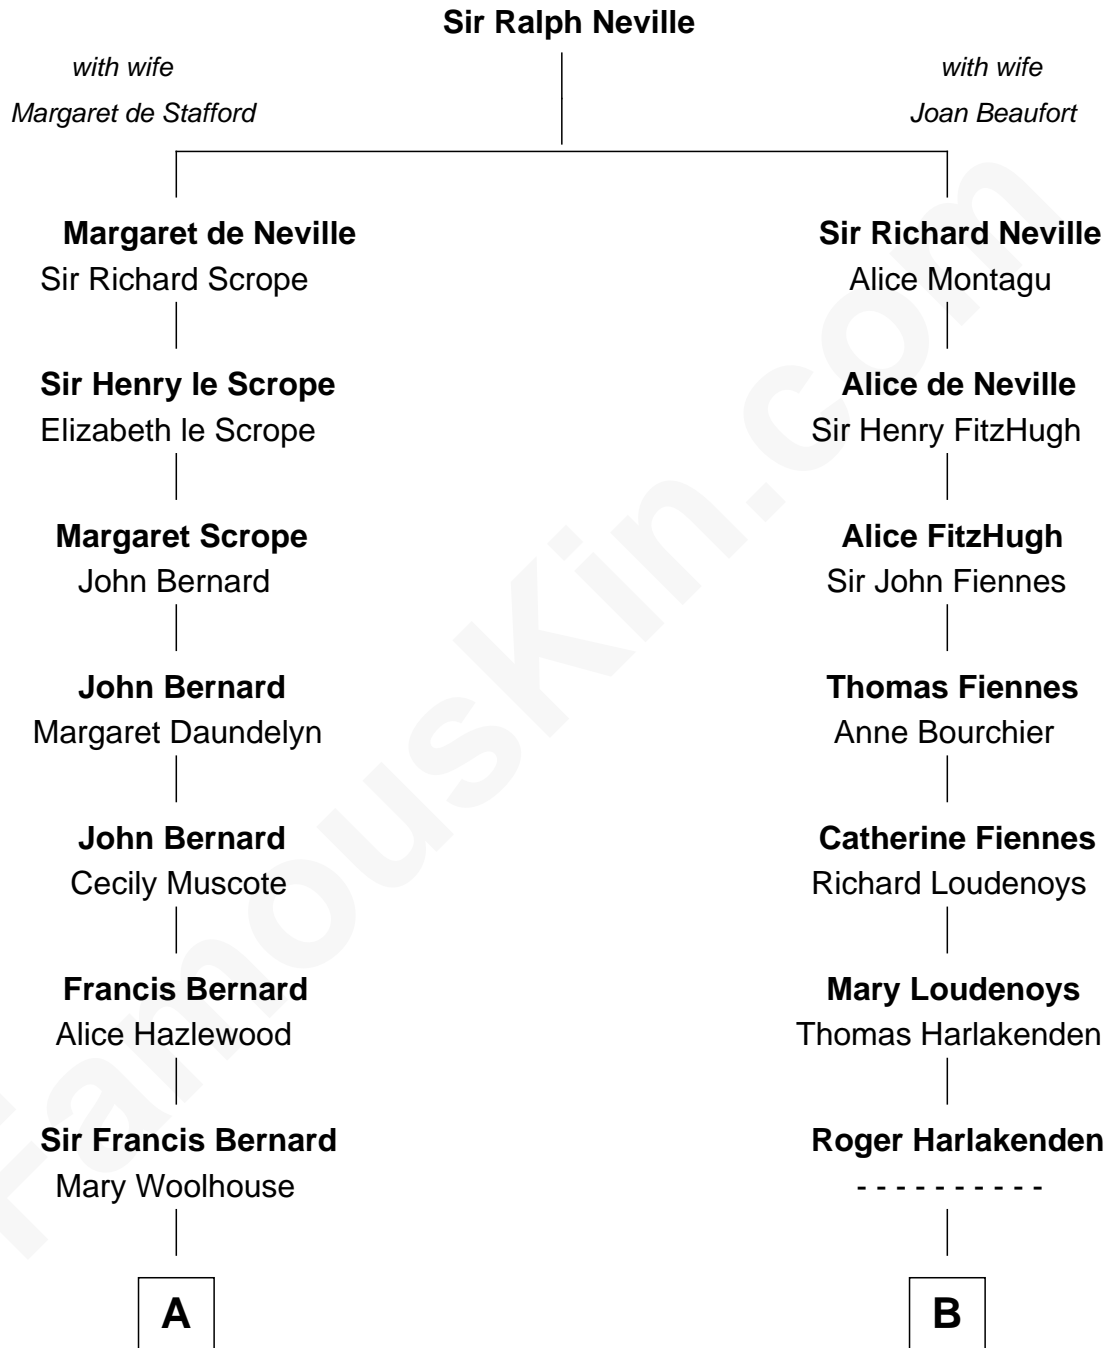 Sir Ralph Neville
with wife
Margaret de Stafford
with wife
Joan Beaufort
Margaret de Neville
Sir Richard Scrope
Sir Richard Neville
Alice Montagu
Sir Henry le Scrope
Elizabeth le Scrope
Alice de Neville
Sir Henry FitzHugh
Margaret Scrope
John Bernard
Alice FitzHugh
Sir John Fiennes
John Bernard
Margaret Daundelyn
Thomas Fiennes
Anne Bourchier
John Bernard
Cecily Muscote
Catherine Fiennes
Richard Loudenoys
Francis Bernard
Alice Hazlewood
Mary Loudenoys
Thomas Harlakenden
Sir Francis Bernard
Mary Woolhouse
Roger Harlakenden
- - - - - - - - - -
A
B
FamousKin.com